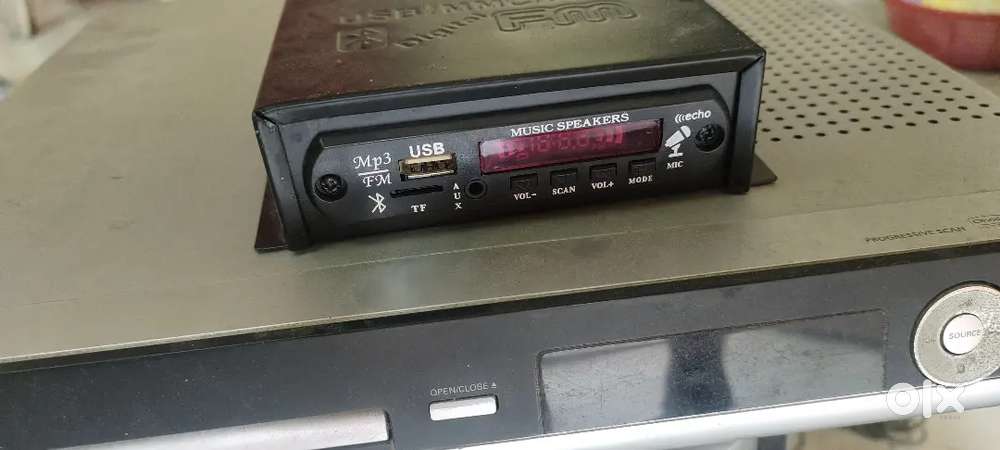 USB/MMC
Digital FM
MUSIC SPEAKERS
(((echo
Mp3
FM
USB
AUX
TF
VOL-
SCAN
VOL+
MODE
MIC
PROGRESSIVE SCAN
OPEN/CLOSE
SOURCE
olx